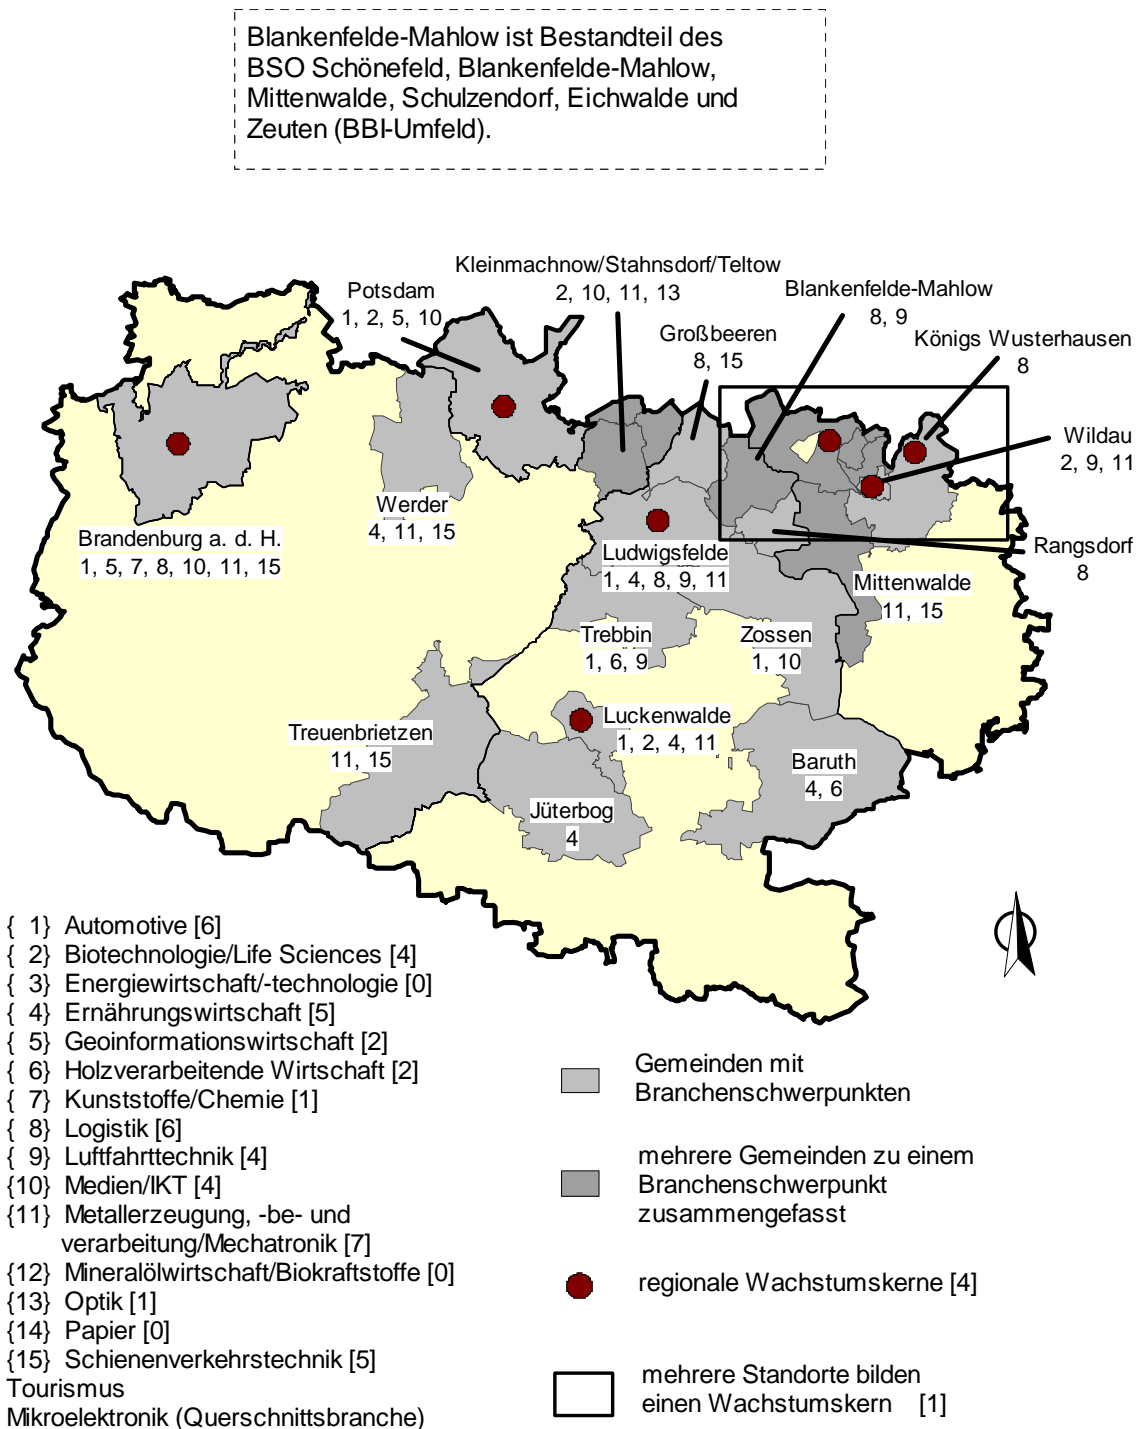 Blankenfelde-Mahlow ist Bestandteil des
BSO Schönefeld, Blankenfelde-Mahlow,
Mittenwalde, Schulzendorf, Eichwalde und
Zeuten (BBI-Umfeld).
Kleinmachnow/Stahnsdorf/Teltow
2, 10, 11, 13
Potsdam
1, 2, 5, 10
Blankenfelde-Mahlow
8, 9
Großbeeren
8, 15
Königs Wusterhausen
8
Wildau
2, 9, 11
Werder
4, 11, 15
Brandenburg a. d. H.
1, 5, 7, 8, 10, 11, 15
Ludwigsfelde
1, 4, 8, 9, 11
Rangsdorf
8
Mittenwalde
11, 15
Trebbin
1, 6, 9
Zossen
1, 10
Treuenbrietzen
11, 15
Luckenwalde
1, 2, 4, 11
Baruth
4, 6
Jüterbog
4
{ 1} Automotive [6]
{ 2} Biotechnologie/Life Sciences [4]
{ 3} Energiewirtschaft/-technologie [0]
{ 4} Ernährungswirtschaft [5]
{ 5} Geoinformationswirtschaft [2]
{ 6} Holzverarbeitende Wirtschaft [2]
{ 7} Kunststoffe/Chemie [1]
{ 8} Logistik [6]
{ 9} Luftfahrttechnik [4]
{10} Medien/IKT [4]
{11} Metallerzeugung, -be- und
verarbeitung/Mechatronik [7]
{12} Mineralölwirtschaft/Biokraftstoffe [0]
{13} Optik [1]
{14} Papier [0]
{15} Schienenverkehrstechnik [5]
Tourismus
Mikroelektronik (Querschnittsbranche)
Gemeinden mit
Branchenschwerpunkten
mehrere Gemeinden zu einem
Branchenschwerpunkt
zusammengefasst
regionale Wachstumskerne [4]
mehrere Standorte bilden
einen Wachstumskern [1]